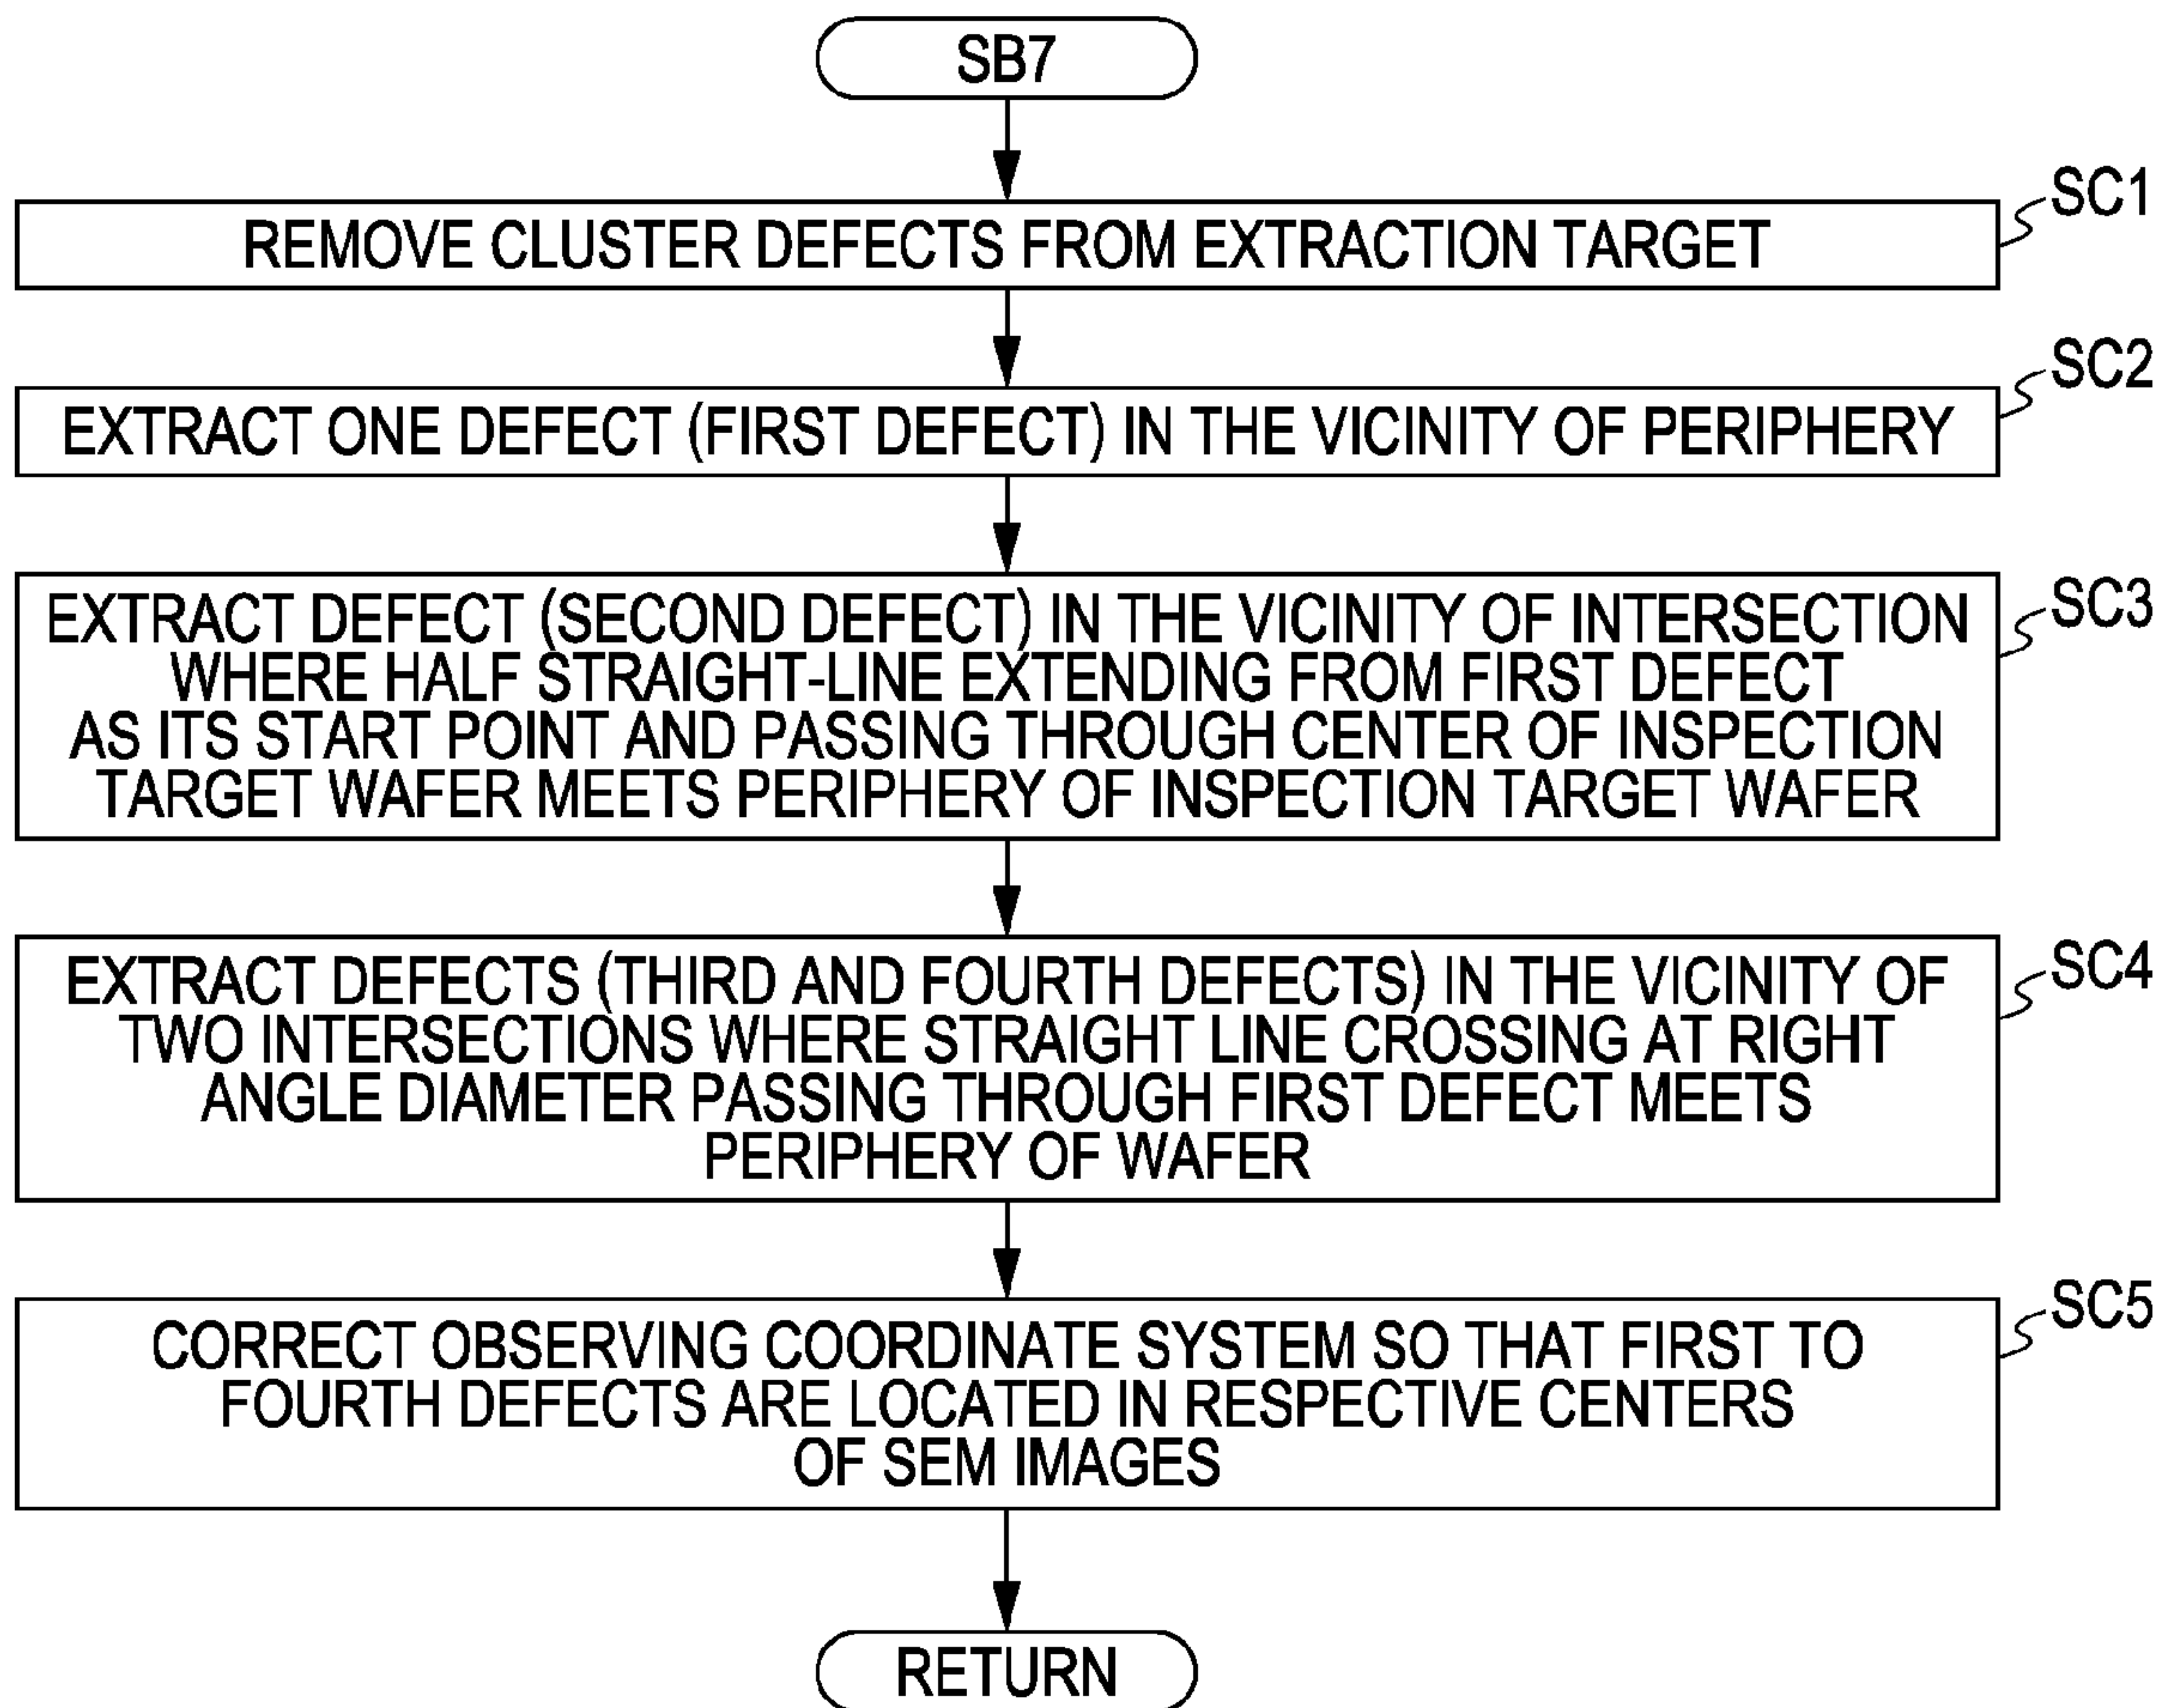 SB7
SC1
REMOVE CLUSTER DEFECTS FROM EXTRACTION TARGET
SC2
EXTRACT ONE DEFECT (FIRST DEFECT) IN THE VICINITY OF PERIPHERY
SC3
EXTRACT DEFECT (SECOND DEFECT) IN THE VICINITY OF INTERSECTION
WHERE HALF STRAIGHT-LINE EXTENDING FROM FIRST DEFECT
AS ITS START POINT AND PASSING THROUGH CENTER OF INSPECTION
TARGET WAFER MEETS PERIPHERY OF INSPECTION TARGET WAFER
SC4
EXTRACT DEFECTS (THIRD AND FOURTH DEFECTS) IN THE VICINITY OF
TWO INTERSECTIONS WHERE STRAIGHT LINE CROSSING AT RIGHT
ANGLE DIAMETER PASSING THROUGH FIRST DEFECT MEETS
PERIPHERY OF WAFER
SC5
CORRECT OBSERVING COORDINATE SYSTEM SO THAT FIRST TO
FOURTH DEFECTS ARE LOCATED IN RESPECTIVE CENTERS
OF SEM IMAGES
RETURN